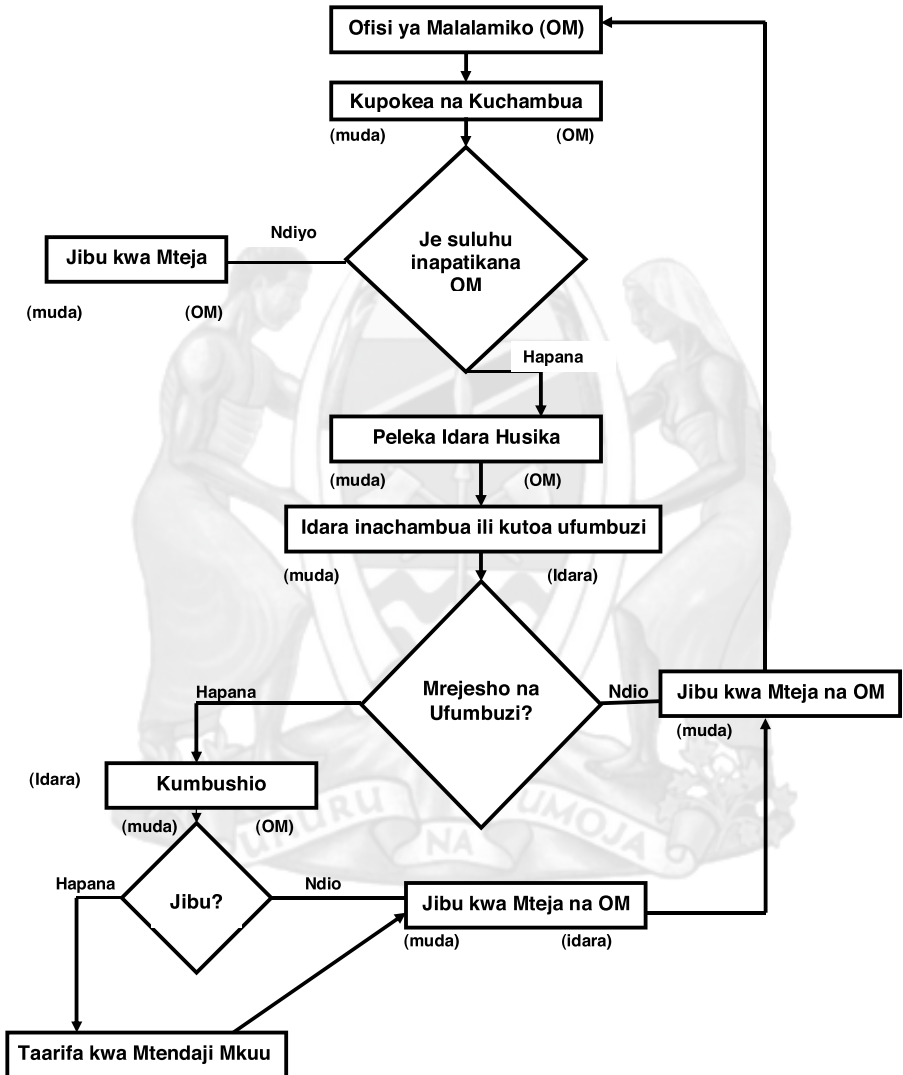 Ofisi ya Malalamiko (OM)
Kupokea na Kuchambua
(muda) (OM)
Ndiyo
Je suluhu
inapatikana
OM
Jibu kwa Mteja
(muda) (OM)
Hapana
Peleka Idara Husika
(muda) (OM)
Idara inachambua ili kutoa ufumbuzi
(muda) (Idara)
Mrejesho na
Ufumbuzi?
Hapana
Ndio
Jibu kwa Mteja na OM
(muda)
(Idara)
Kumbushio
(muda) (OM)
UHURU NA UMOJA
Hapana
Jibu?
Ndio
Jibu kwa Mteja na OM
(muda) (idara)
Taarifa kwa Mtendaji Mkuu